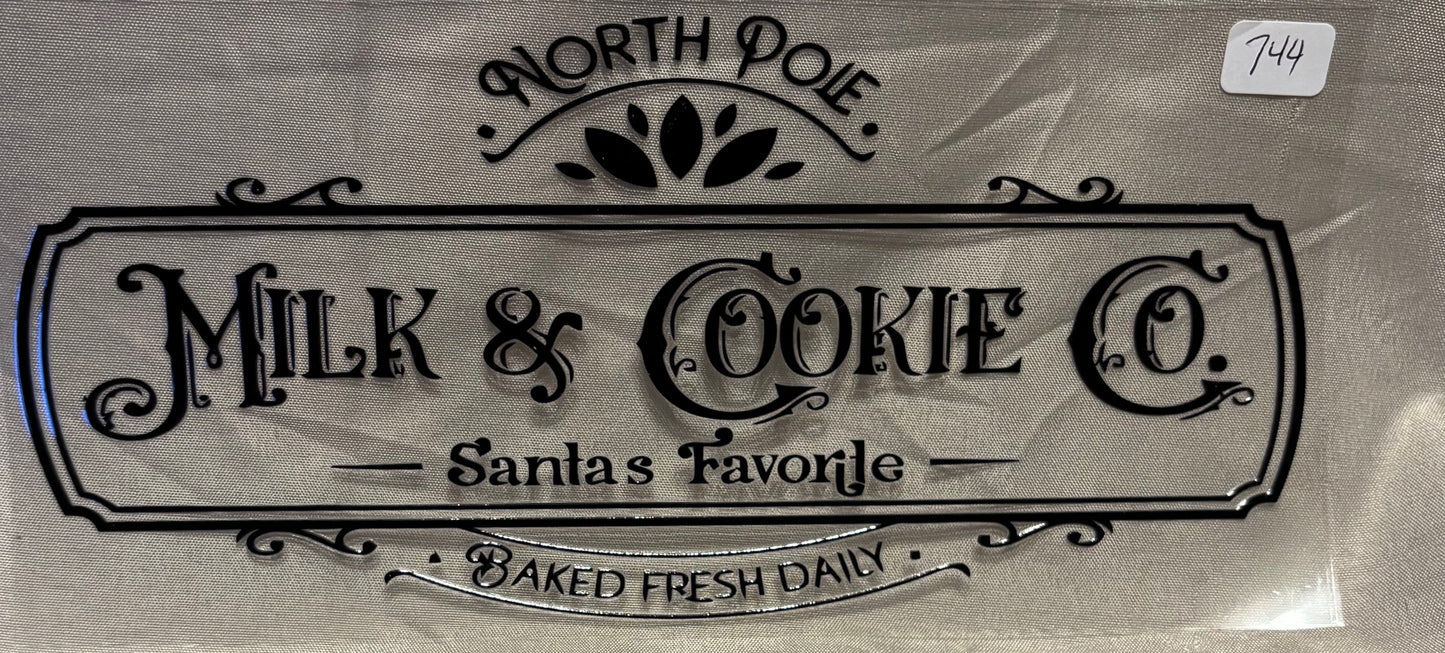 NORTH POLE
744
MILK & COOKIE CO.
Santas Favorite
BAKED FRESH DAILY